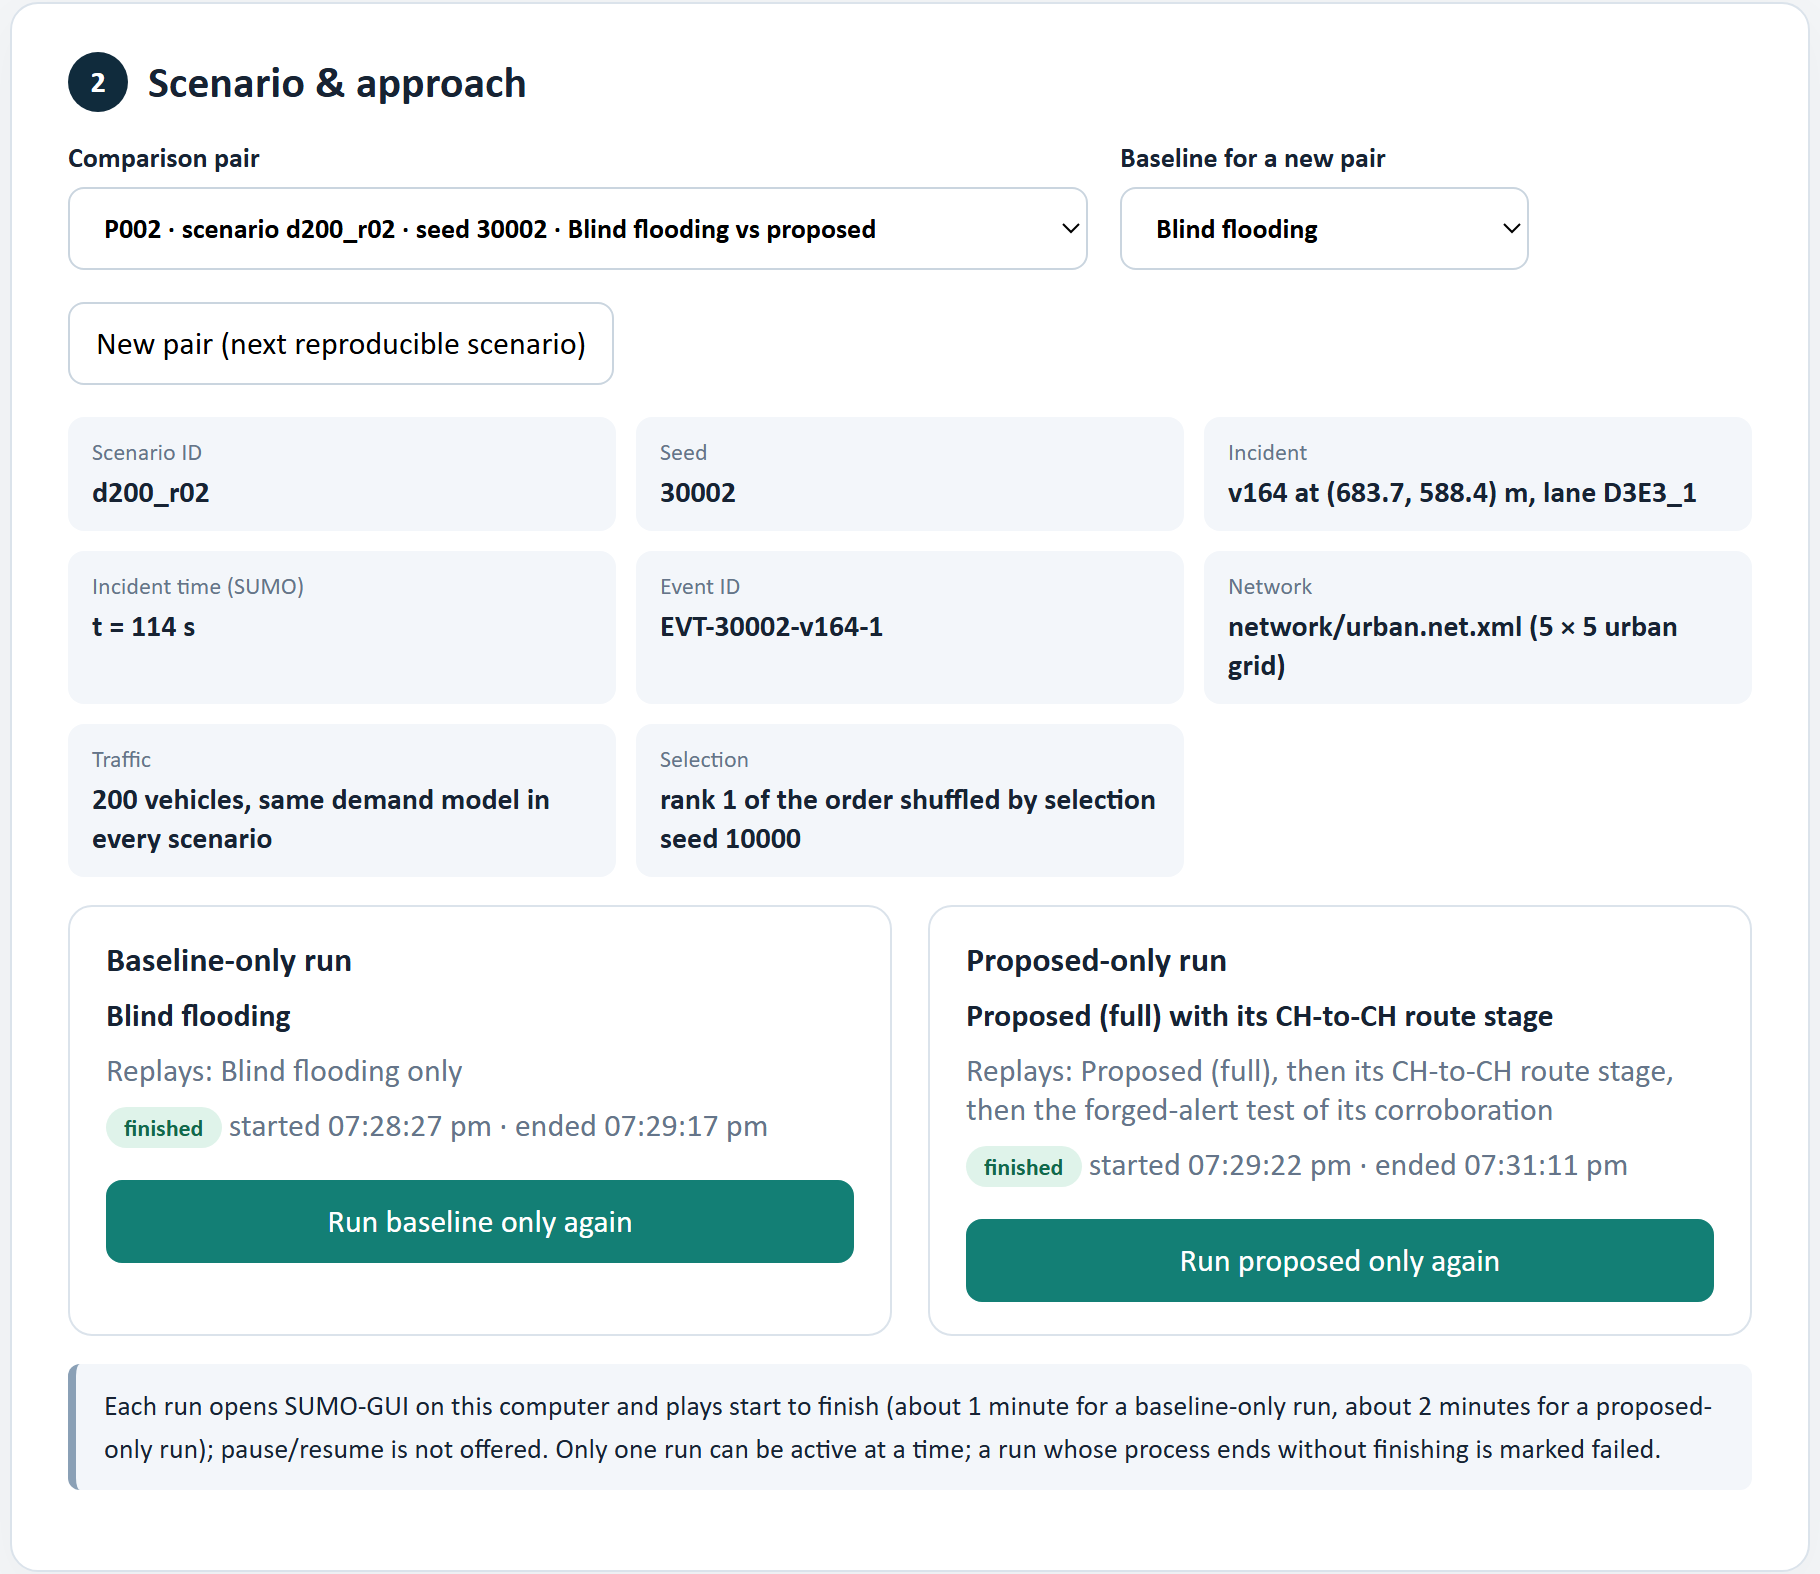 2
Scenario & approach
Comparison pair
P002 · scenario d200_r02 · seed 30002 · Blind flooding vs proposed
Baseline for a new pair
Blind flooding
New pair (next reproducible scenario)
Scenario ID
d200_r02
Seed
30002
Incident
v164 at (683.7, 588.4) m, lane D3E3_1
Incident time (SUMO)
t = 114 s
Event ID
EVT-30002-v164-1
Network
network/urban.net.xml (5 × 5 urban
grid)
Traffic
200 vehicles, same demand model in
every scenario
Selection
rank 1 of the order shuffled by selection
seed 10000
Baseline-only run
Blind flooding
Replays: Blind flooding only
finished started 07:28:27 pm · ended 07:29:17 pm
Run baseline only again
Proposed-only run
Proposed (full) with its CH-to-CH route stage
Replays: Proposed (full), then its CH-to-CH route stage,
then the forged-alert test of its corroboration
finished started 07:29:22 pm · ended 07:31:11 pm
Run proposed only again
Each run opens SUMO-GUI on this computer and plays start to finish (about 1 minute for a baseline-only run, about 2 minutes for a proposed-
only run); pause/resume is not offered. Only one run can be active at a time; a run whose process ends without finishing is marked failed.